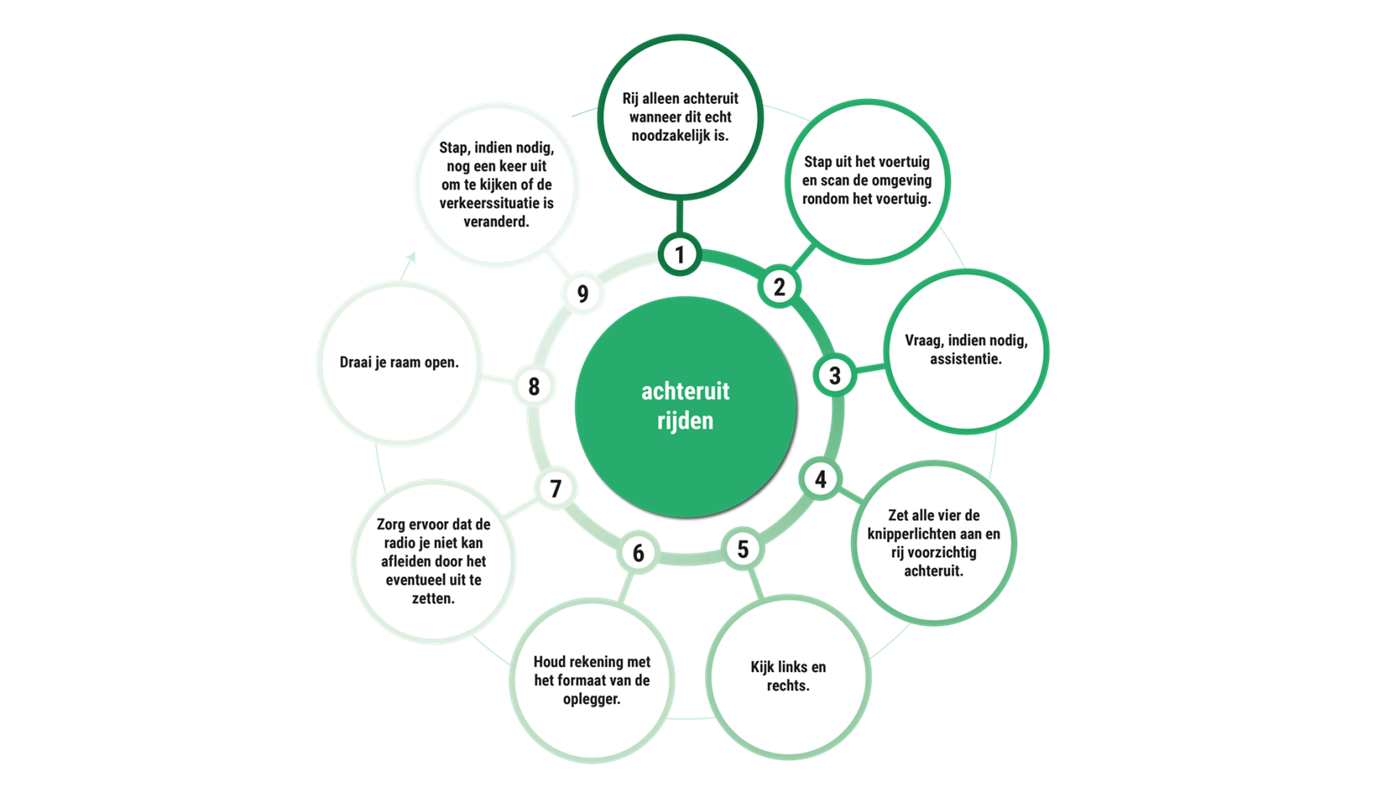 Rij alleen achteruit
wanneer dit echt
noodzakelijk is.
1
Stap uit het voertuig
en scan de omgeving
rondom het voertuig.
2
Vraag, indien nodig,
assistentie.
3
Zet alle vier de
knipperlichten aan en
rij voorzichtig
achteruit.
4
Kijk links en
rechts.
5
Houd rekening met
het formaat van de
oplegger.
6
Zorg ervoor dat de
radio je niet kan
afleiden door het
eventueel uit te
zetten.
7
Draai je raam open.
8
Stap, indien nodig,
nog een keer uit
om te kijken of de
verkeerssituatie is
veranderd.
9
achteruit
rijden